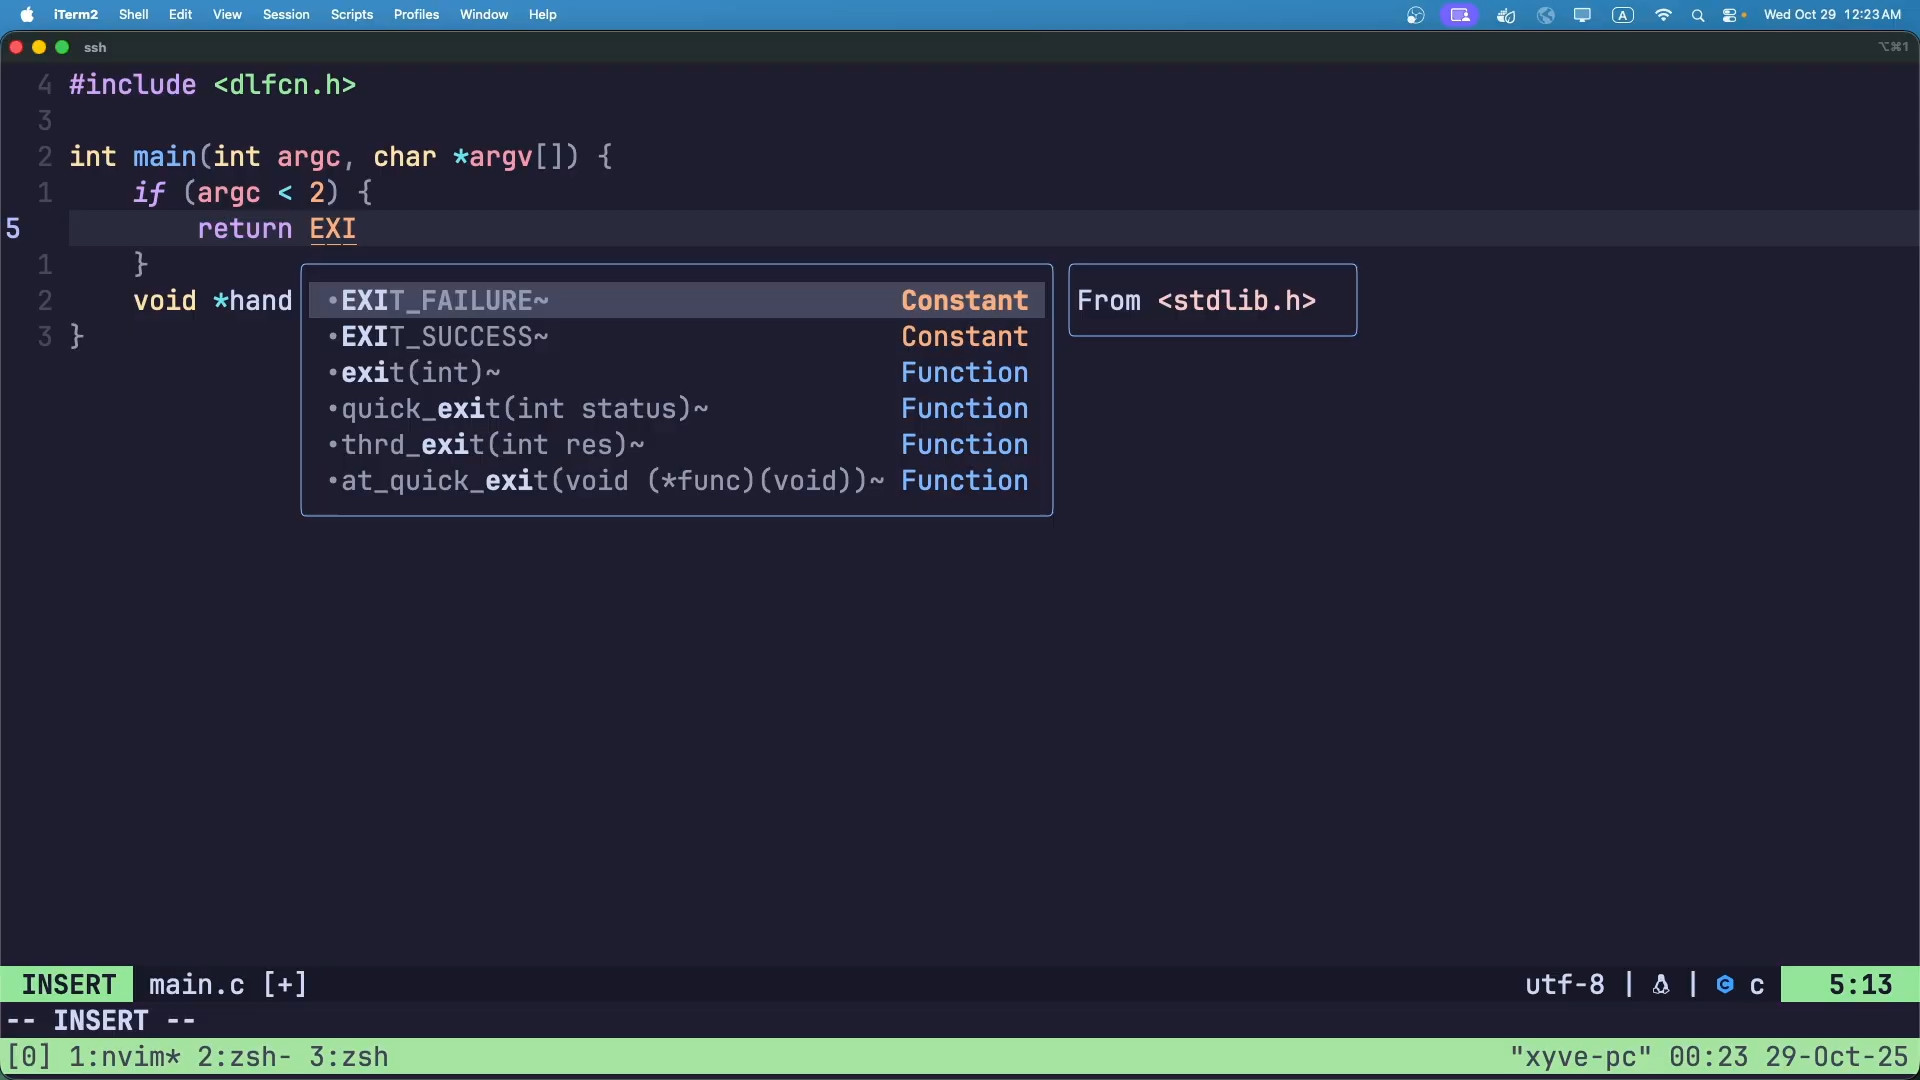 iTerm2 Shell Edit View Session Scripts Profiles Window Help A Wed Oct 29 12:23 AM
ssh ⌥⌘1
4 #include <dlfcn.h>
3
2 int main(int argc, char *argv[]) {
1 if (argc < 2) {
5 return EXI
1 }
2 void *hand
3 }
•EXIT_FAILURE~ Constant
•EXIT_SUCCESS~ Constant
•exit(int)~ Function
•quick_exit(int status)~ Function
•thrd_exit(int res)~ Function
•at_quick_exit(void (*func)(void))~ Function
From <stdlib.h>
INSERT main.c [+] utf-8 | | C c 5:13
-- INSERT --
[0] 1:nvim* 2:zsh- 3:zsh "xyve-pc" 00:23 29-Oct-25